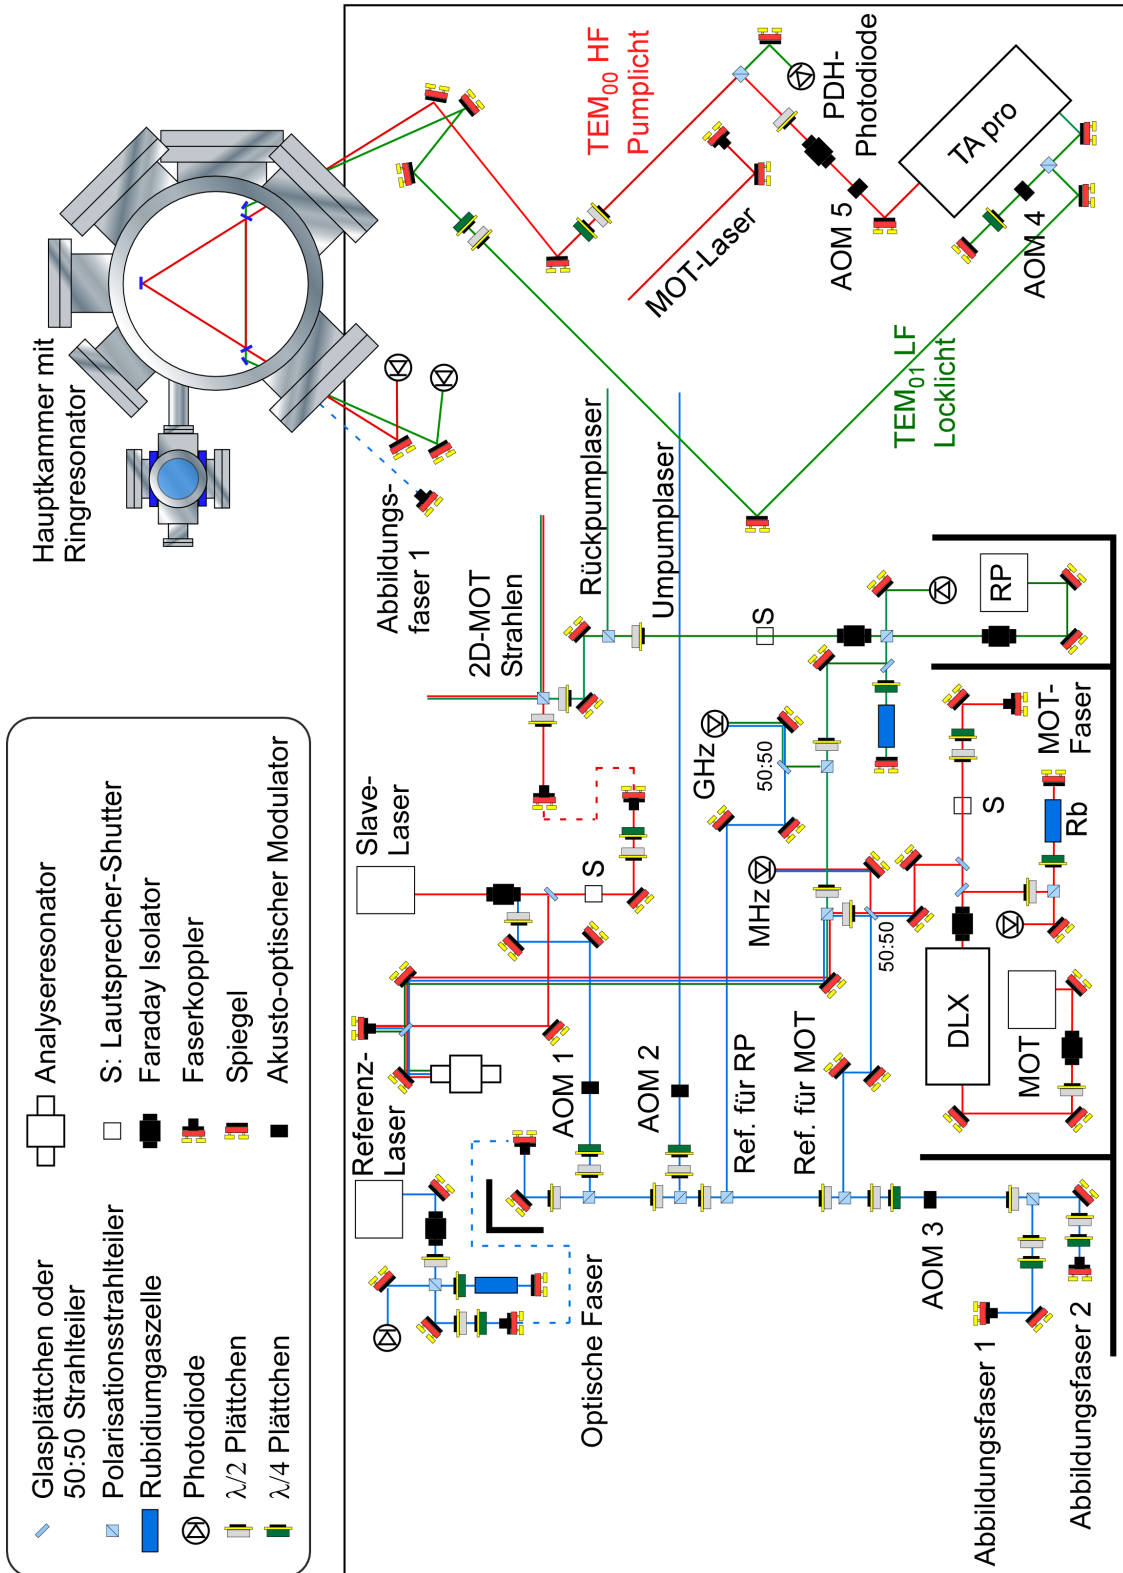 Glasplättchen oder
50:50 Strahlteiler
Polarisationsstrahlteiler
Rubidiumgaszelle
Photodiode
λ/2 Plättchen
λ/4 Plättchen
Analyseresonator
S: Lautsprecher-Shutter
Faraday Isolator
Faserkoppler
Spiegel
Akusto-optischer Modulator
Hauptkammer mit
Ringresonator
Abbildungs-
faser 1
2D-MOT
Strahlen
Rückpumplaser
Umpumplaser
TEM₀₀ HF
Pumplicht
MOT-Laser
PDH-
Photodiode
AOM 5
TA pro
AOM 4
TEM₀₁ LF
Locklicht
Slave-
Laser
S
GHz
50:50
MHz
50:50
S
RP
MOT-
Faser
S
Rb
DLX
MOT
Referenz-
Laser
AOM 1
AOM 2
Ref. für RP
Ref. für MOT
AOM 3
Optische Faser
Abbildungsfaser 1
Abbildungsfaser 2